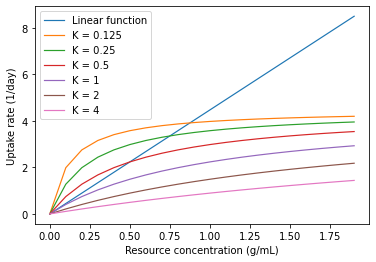 Linear function
K = 0.125
K = 0.25
K = 0.5
K = 1
K = 2
K = 4
8
6
4
2
0
Uptake rate (1/day)
0.00 0.25 0.50 0.75 1.00 1.25 1.50 1.75
Resource concentration (g/mL)